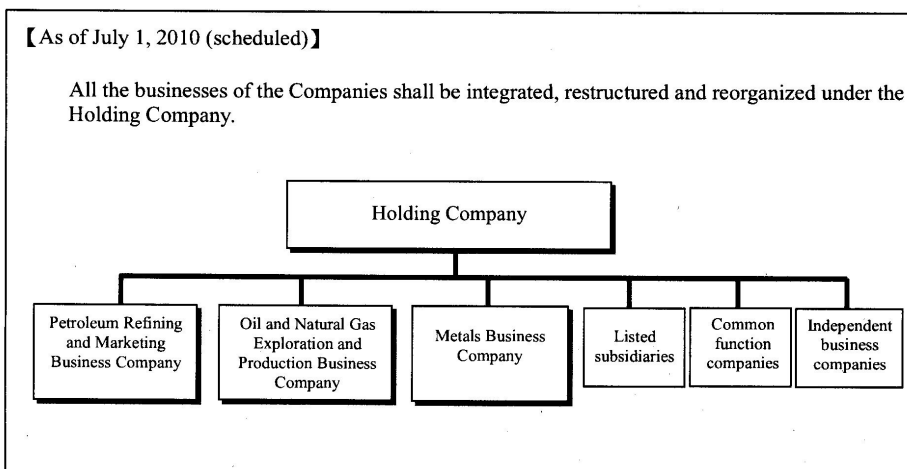 【As of July 1, 2010 (scheduled)】
All the businesses of the Companies shall be integrated, restructured and reorganized under the
Holding Company.
Holding Company
Petroleum Refining
and Marketing
Business Company
Oil and Natural Gas
Exploration and
Production Business
Company
Metals Business
Company
Listed
subsidiaries
Common
function
companies
Independent
business
companies